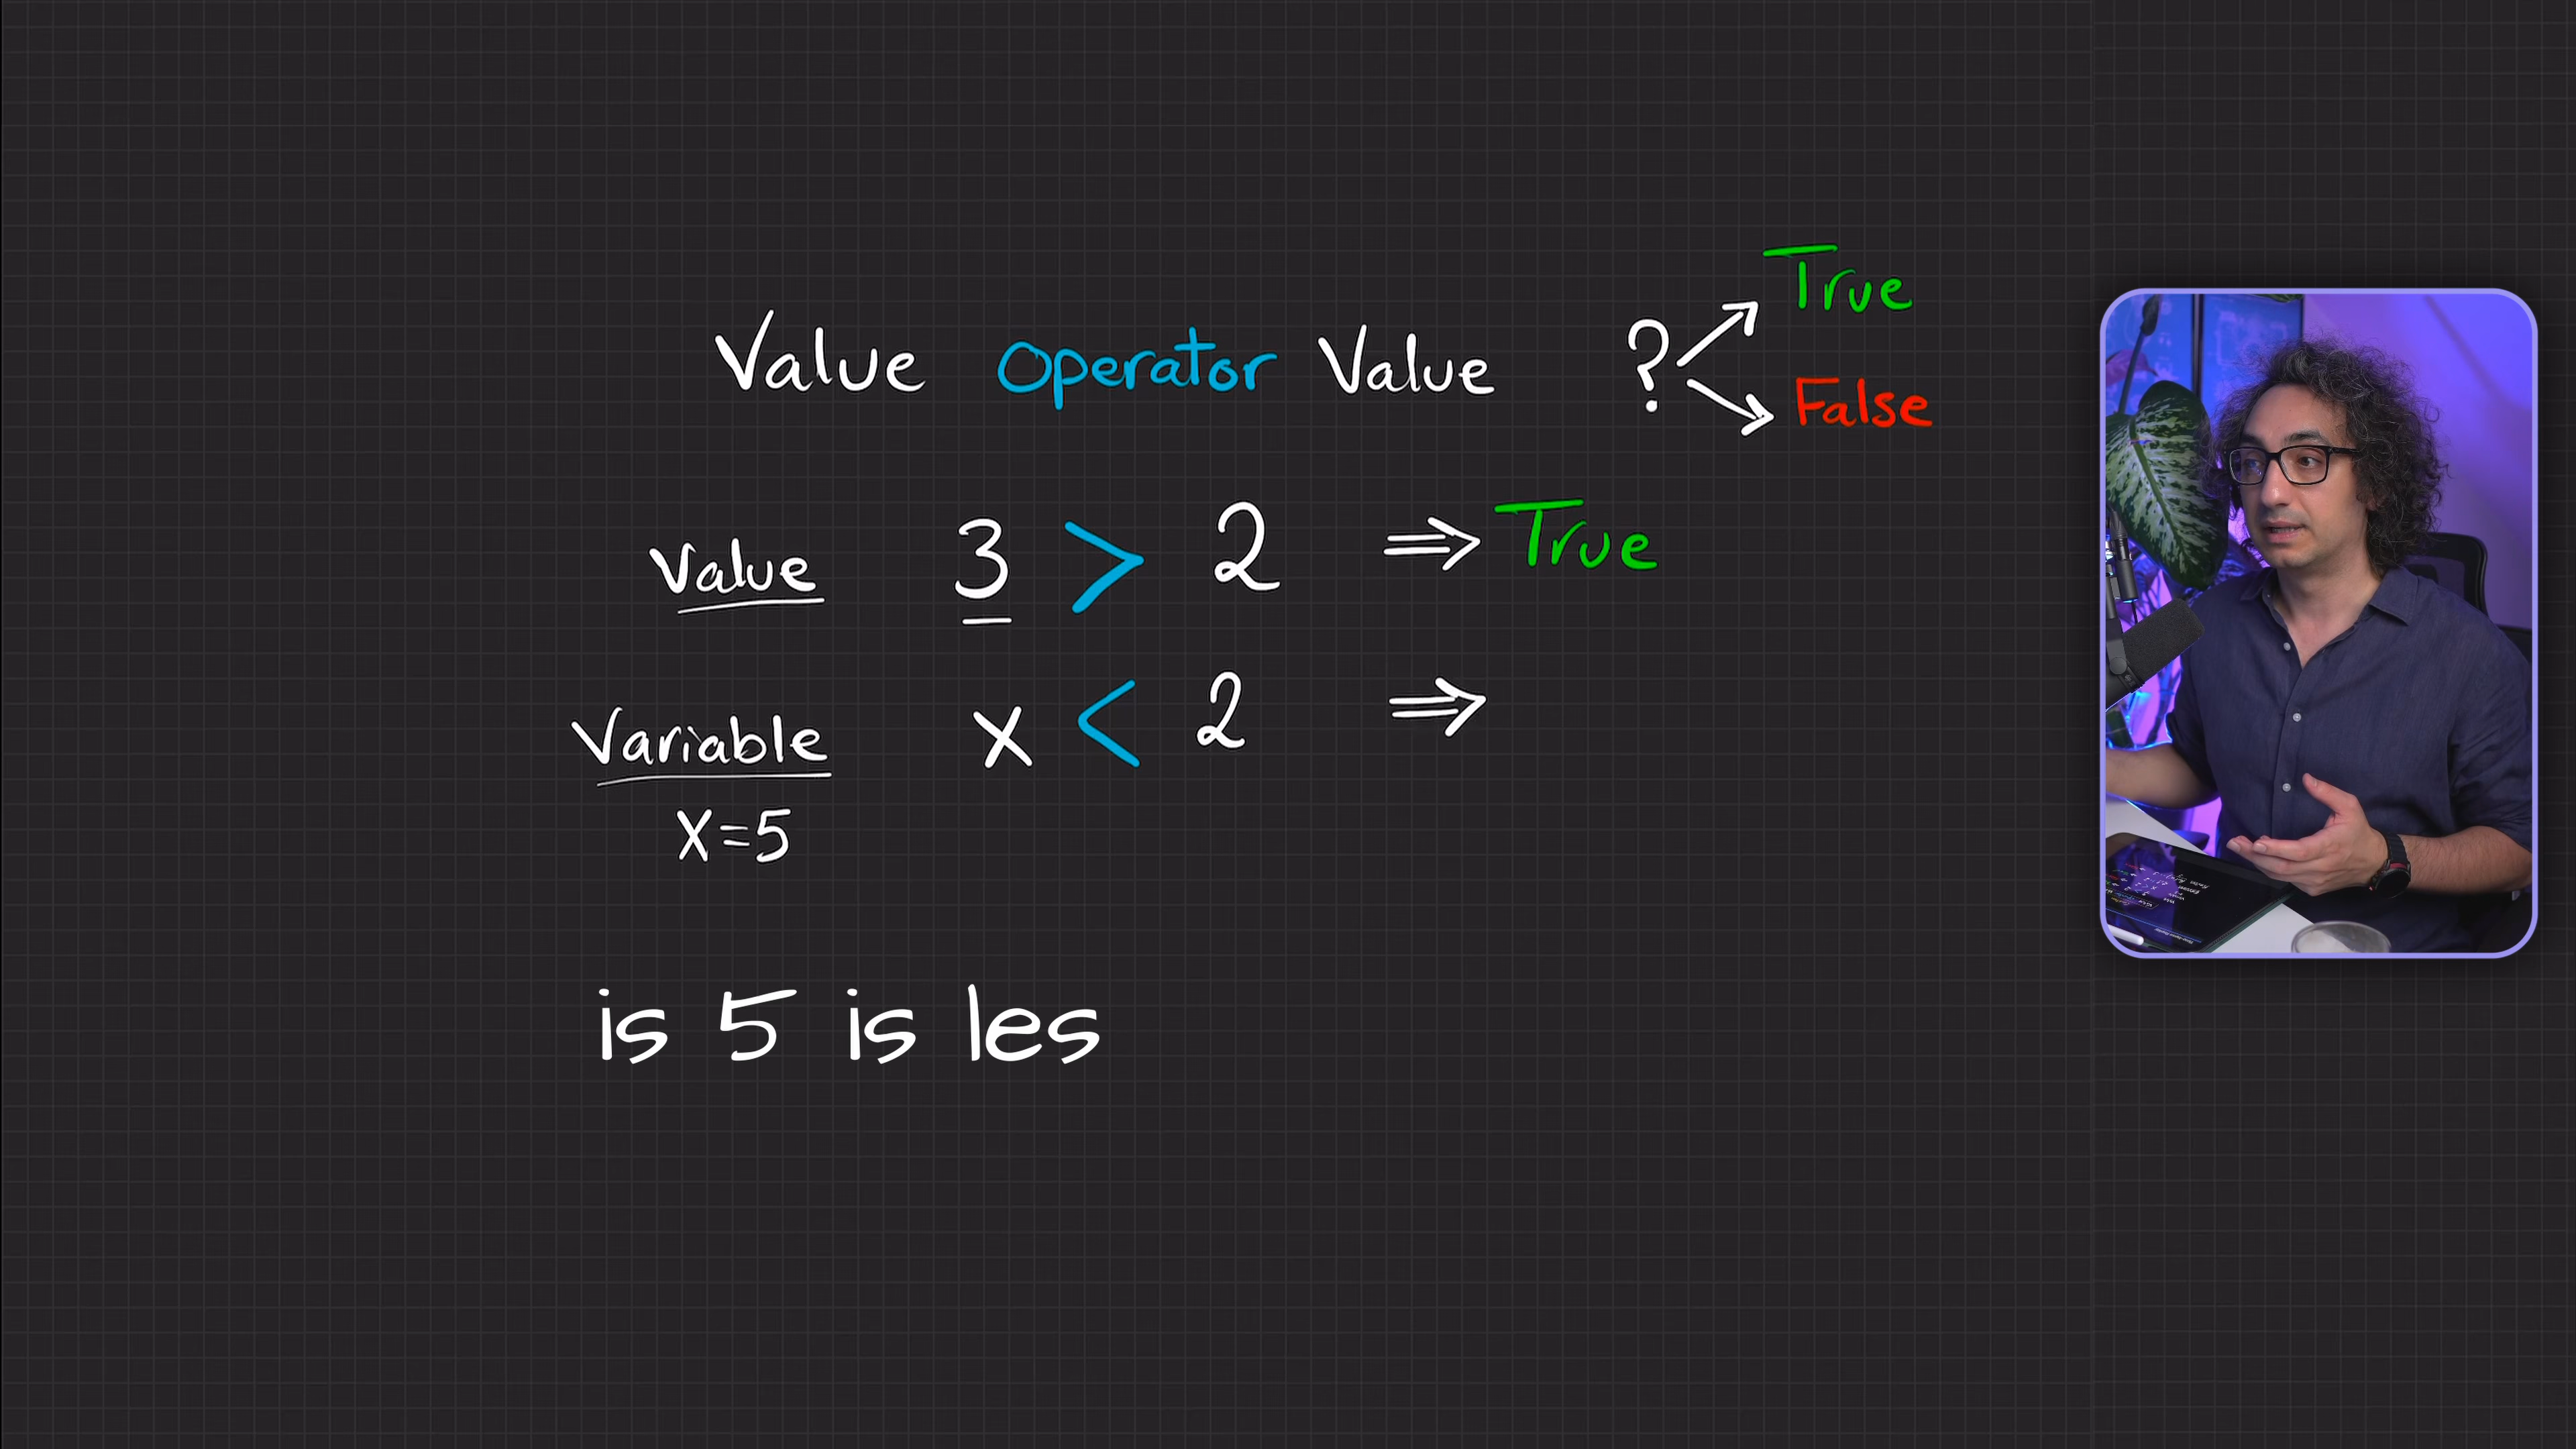 Value Operator Value ? True
False
Value 3 > 2 ⇒ True
Variable x < 2 ⇒
X=5
is 5 is les